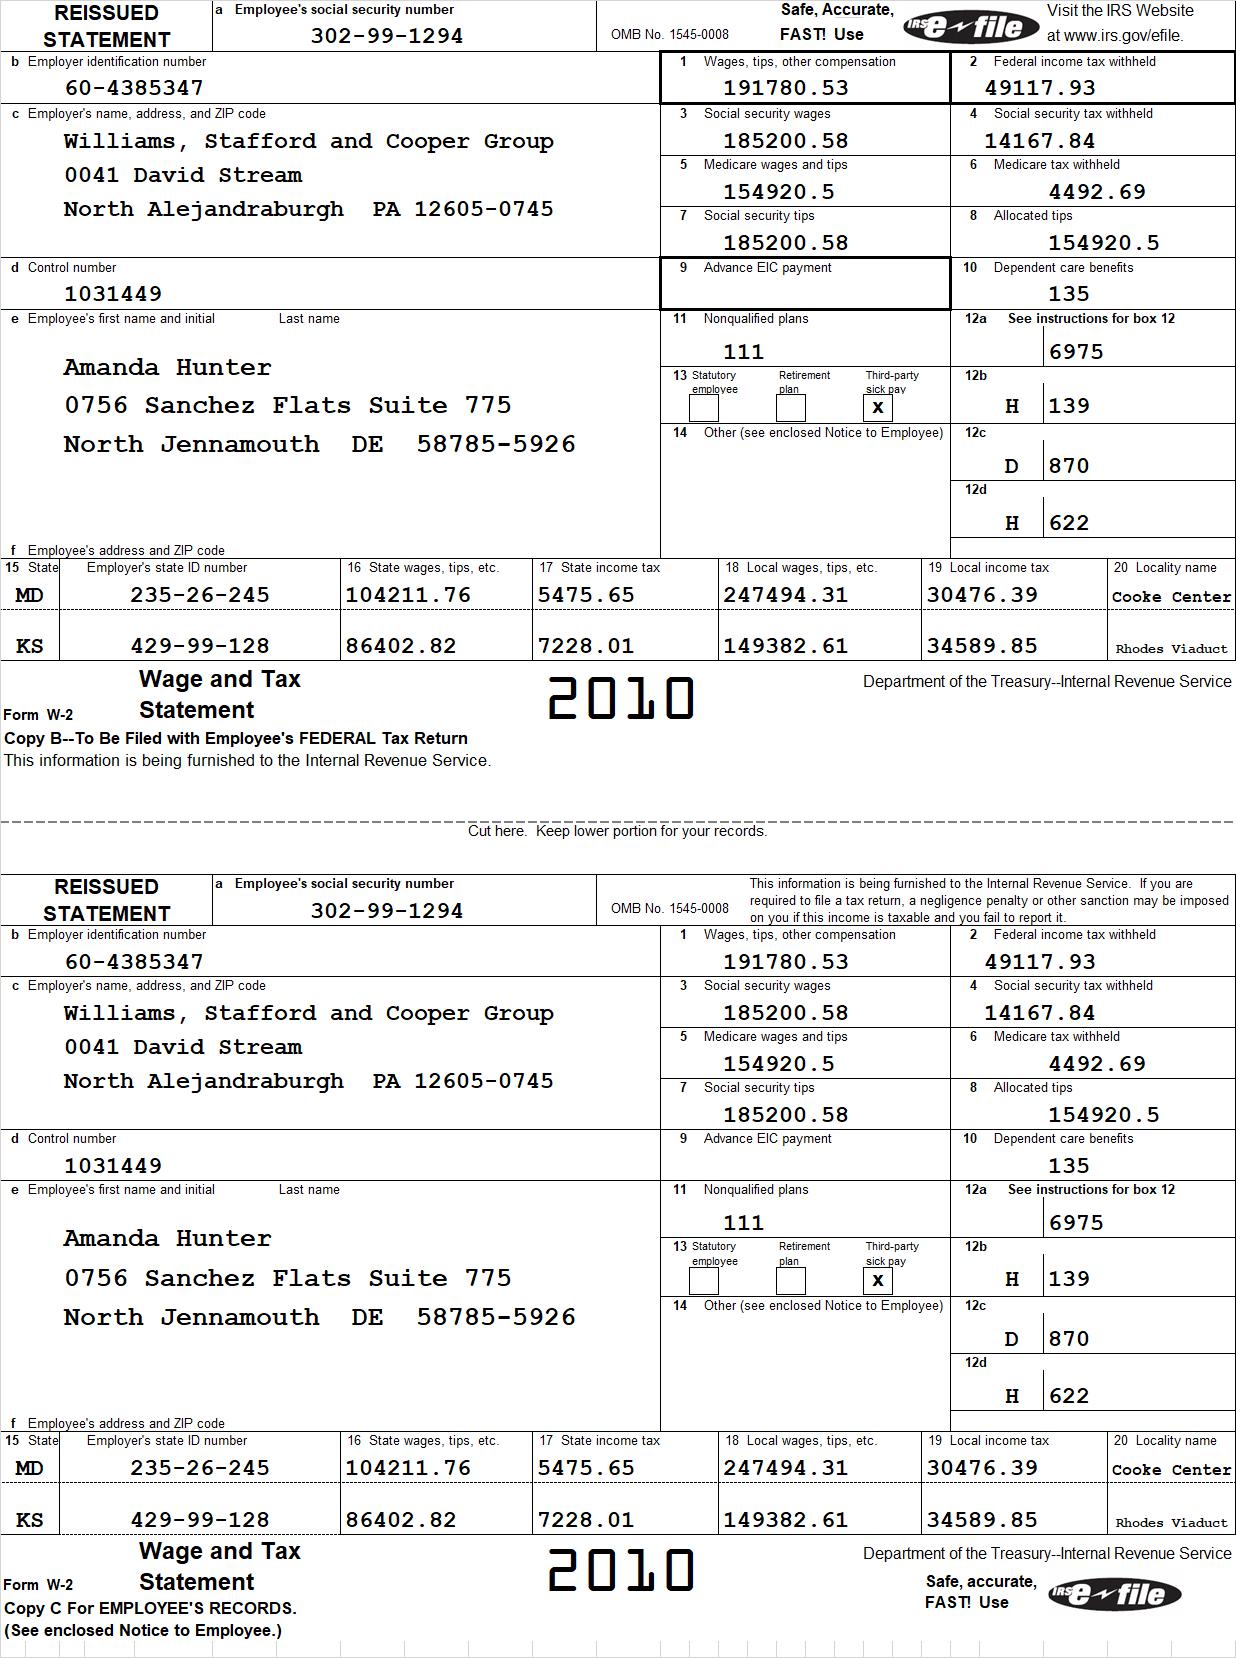 REISSUED STATEMENT
a Employee's social security number
302-99-1294
OMB No. 1545-0008
Safe, Accurate,
FAST! Use
IRS e-file
Visit the IRS Website
at www.irs.gov/efile.
b Employer identification number
60-4385347
1 Wages, tips, other compensation
191780.53
2 Federal income tax withheld
49117.93
c Employer's name, address, and ZIP code
Williams, Stafford and Cooper Group
0041 David Stream
North Alejandraburgh PA 12605-0745
3 Social security wages
185200.58
4 Social security tax withheld
14167.84
5 Medicare wages and tips
154920.5
6 Medicare tax withheld
4492.69
7 Social security tips
185200.58
8 Allocated tips
154920.5
d Control number
1031449
9 Advance EIC payment
10 Dependent care benefits
135
e Employee's first name and initial Last name
Amanda Hunter
0756 Sanchez Flats Suite 775
North Jennamouth DE 58785-5926
f Employee's address and ZIP code
11 Nonqualified plans
111
12a See instructions for box 12
6975
13 Statutory employee
Retirement plan
Third-party sick pay
X
12b
H 139
14 Other (see enclosed Notice to Employee)
12c
D 870
12d
H 622
15 State Employer's state ID number 16 State wages, tips, etc. 17 State income tax 18 Local wages, tips, etc. 19 Local income tax 20 Locality name
MD 235-26-245 104211.76 5475.65 247494.31 30476.39 Cooke Center
KS 429-99-128 86402.82 7228.01 149382.61 34589.85 Rhodes Viaduct
Form W-2
Wage and Tax
Statement
2010
Department of the Treasury--Internal Revenue Service
Copy B--To Be Filed with Employee's FEDERAL Tax Return
This information is being furnished to the Internal Revenue Service.
Cut here. Keep lower portion for your records.
REISSUED STATEMENT
a Employee's social security number
302-99-1294
OMB No. 1545-0008
This information is being furnished to the Internal Revenue Service. If you are
required to file a tax return, a negligence penalty or other sanction may be imposed
on you if this income is taxable and you fail to report it.
b Employer identification number
60-4385347
1 Wages, tips, other compensation
191780.53
2 Federal income tax withheld
49117.93
c Employer's name, address, and ZIP code
Williams, Stafford and Cooper Group
0041 David Stream
North Alejandraburgh PA 12605-0745
3 Social security wages
185200.58
4 Social security tax withheld
14167.84
5 Medicare wages and tips
154920.5
6 Medicare tax withheld
4492.69
7 Social security tips
185200.58
8 Allocated tips
154920.5
d Control number
1031449
9 Advance EIC payment
10 Dependent care benefits
135
e Employee's first name and initial Last name
Amanda Hunter
0756 Sanchez Flats Suite 775
North Jennamouth DE 58785-5926
f Employee's address and ZIP code
11 Nonqualified plans
111
12a See instructions for box 12
6975
13 Statutory employee
Retirement plan
Third-party sick pay
X
12b
H 139
14 Other (see enclosed Notice to Employee)
12c
D 870
12d
H 622
15 State Employer's state ID number 16 State wages, tips, etc. 17 State income tax 18 Local wages, tips, etc. 19 Local income tax 20 Locality name
MD 235-26-245 104211.76 5475.65 247494.31 30476.39 Cooke Center
KS 429-99-128 86402.82 7228.01 149382.61 34589.85 Rhodes Viaduct
Form W-2
Wage and Tax
Statement
2010
Department of the Treasury--Internal Revenue Service
Safe, accurate,
FAST! Use
IRS e-file
Copy C For EMPLOYEE'S RECORDS.
(See enclosed Notice to Employee.)